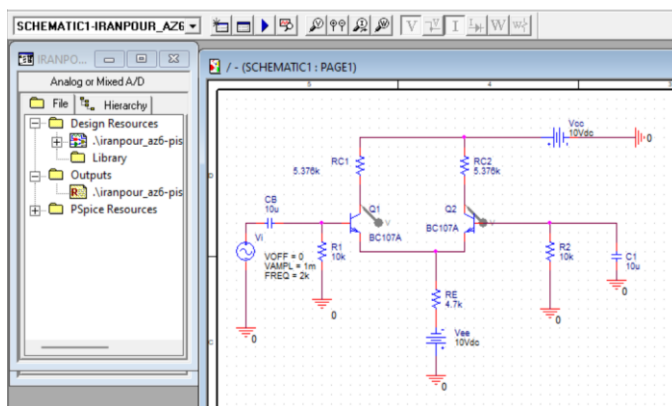 SCHEMATIC1-IRANPOUR_AZ6
IRANPO...
Analog or Mixed A/D
File
Hierarchy
Design Resources
.\iranpour_az6-pis
Library
Outputs
.\iranpour_az6-pis
PSpice Resources
/ - (SCHEMATIC1 : PAGE1)
5
4
Vcc
10Vdc
0
RC1
5.376k
RC2
5.376k
CB
10u
Q1
V
BC107A
Q2
V
BC107A
Vi
VOFF = 0
VAMPL = 1m
FREQ = 2k
R1
10k
R2
10k
C1
10u
RE
4.7k
Vee
10Vdc
0
0
0
0
0
V
I
W